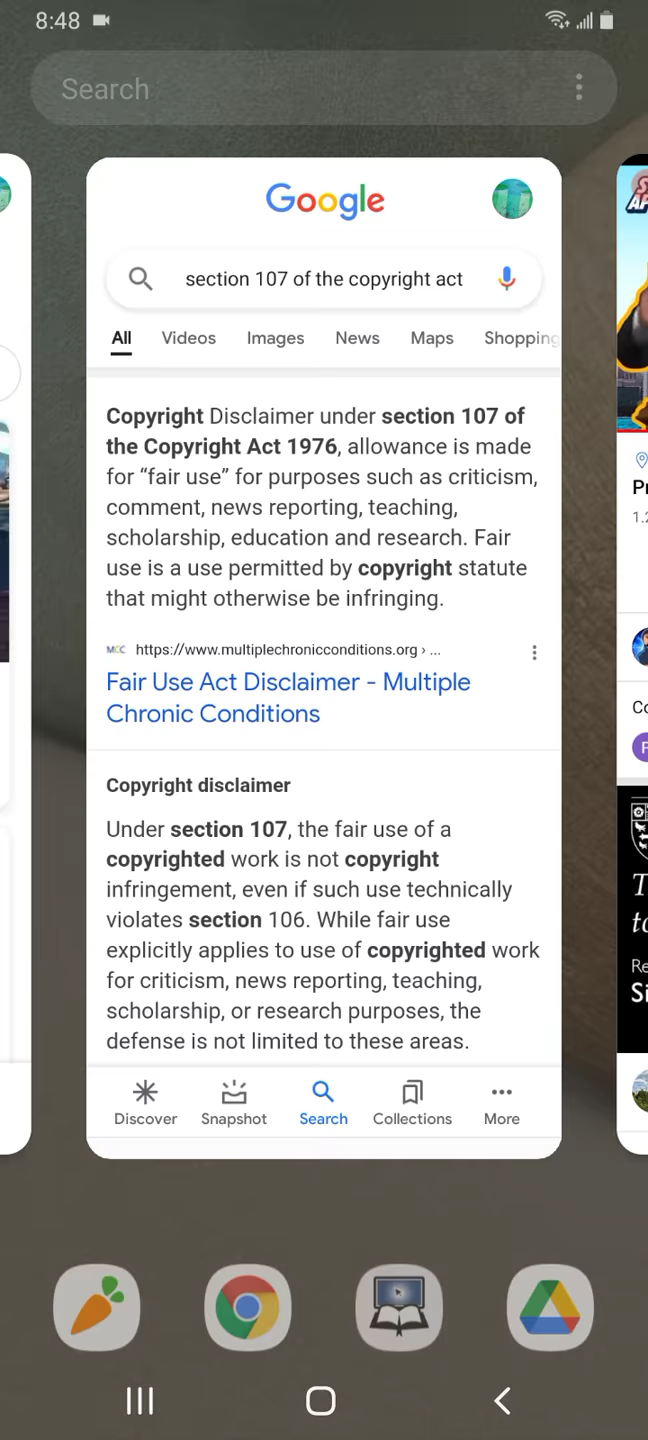 8:48
Search
Google
section 107 of the copyright act
All Videos Images News Maps Shopping
Copyright Disclaimer under section 107 of
the Copyright Act 1976, allowance is made
for “fair use” for purposes such as criticism,
comment, news reporting, teaching,
scholarship, education and research. Fair
use is a use permitted by copyright statute
that might otherwise be infringing.
MCC https://www.multiplechronicconditions.org › ...
Fair Use Act Disclaimer - Multiple
Chronic Conditions
Copyright disclaimer
Under section 107, the fair use of a
copyrighted work is not copyright
infringement, even if such use technically
violates section 106. While fair use
explicitly applies to use of copyrighted work
for criticism, news reporting, teaching,
scholarship, or research purposes, the
defense is not limited to these areas.
Discover Snapshot Search Collections More